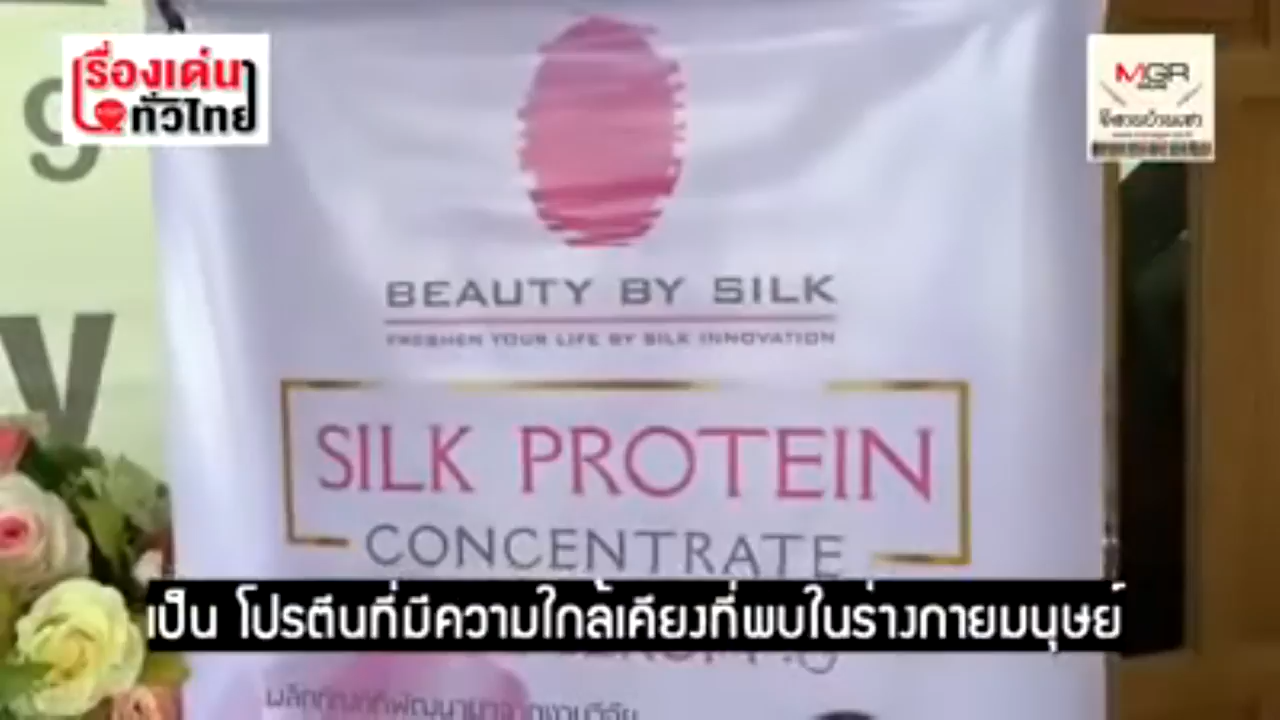 เรื่องเด่น
ทั่วไทย
MGR
ONLINE
g
y
BEAUTY BY SILK
FRESHEN YOUR LIFE BY SILK INNOVATION
SILK PROTEIN
CONCENTRATE
เป็น โปรตีนที่มีความใกล้เคียงที่พบในร่างกายมนุษย์